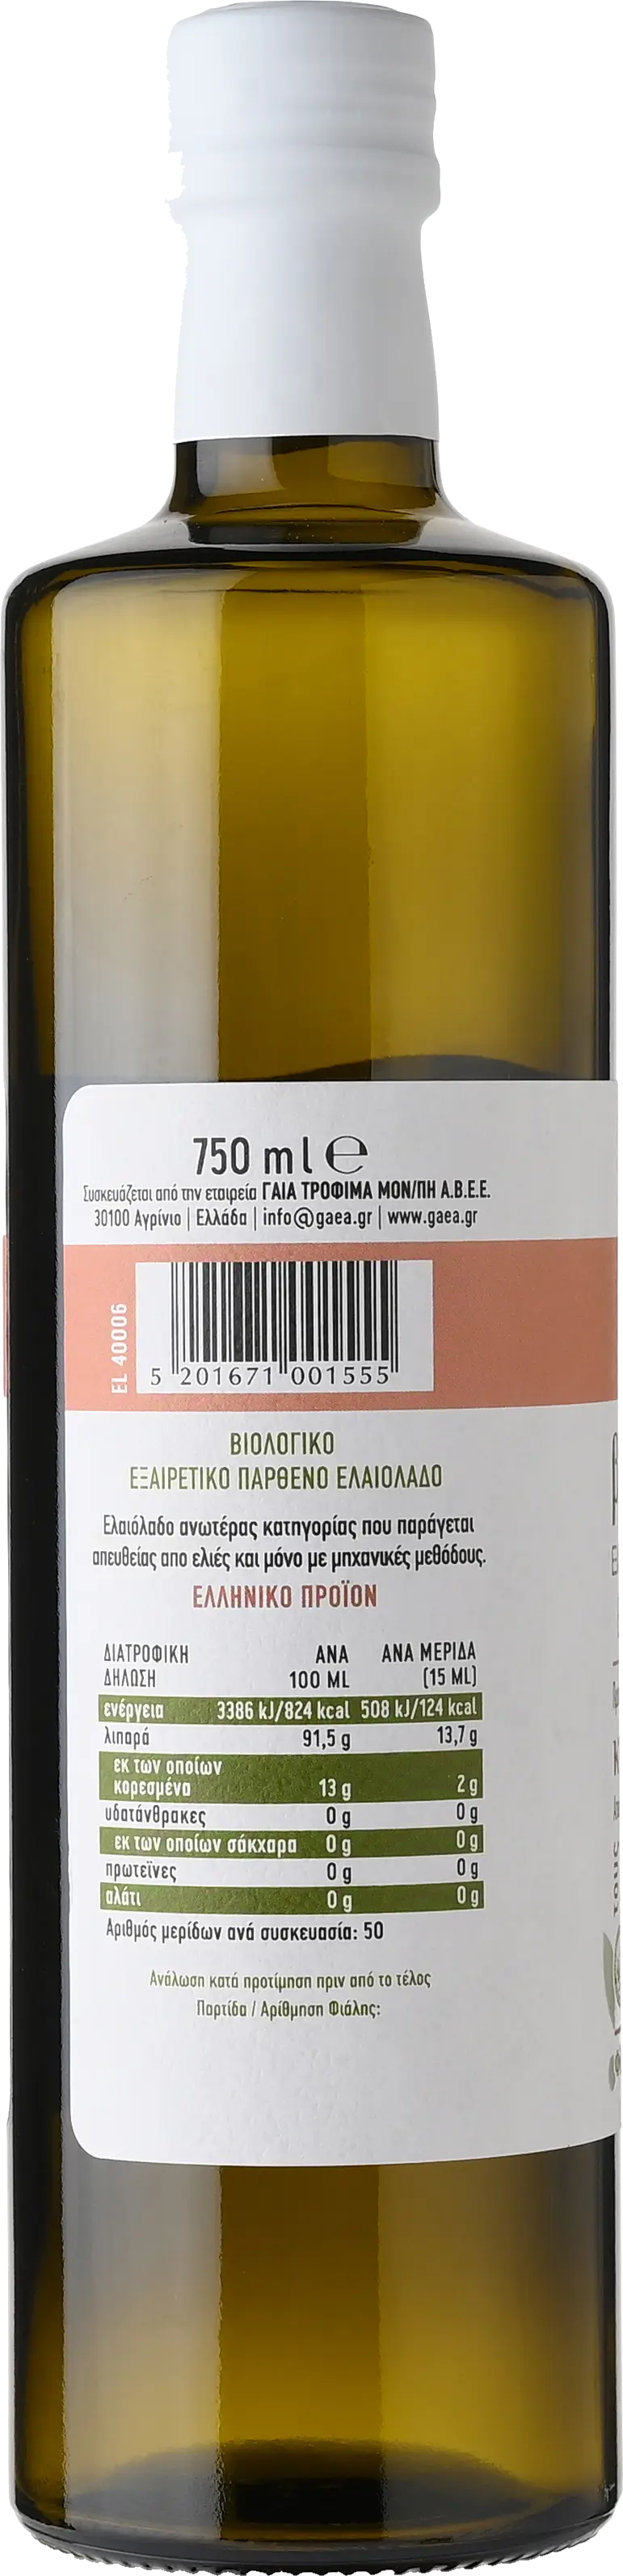 750 ml ℮
Συσκευάζεται από την εταιρεία ΓΑΙΑ ΤΡΟΦΙΜΑ ΜΟΝ/ΠΗ Α.Β.Ε.Ε.
30100 Αγρίνιο | Ελλάδα | info@gaea.gr | www.gaea.gr
EL 40006
5 201671 001555
ΒΙΟΛΟΓΙΚΟ
ΕΞΑΙΡΕΤΙΚΟ ΠΑΡΘΕΝΟ ΕΛΑΙΟΛΑΔΟ
Ελαιόλαδο ανωτέρας κατηγορίας που παράγεται
απευθείας απο ελιές και μόνο με μηχανικές μεθόδους.
ΕΛΛΗΝΙΚΟ ΠΡΟΪΟΝ
ΔΙΑΤΡΟΦΙΚΗ ΑΝΑ ΑΝΑ ΜΕΡΙΔΑ
ΔΗΛΩΣΗ 100 ML (15 ML)
ενέργεια 3386 kJ/824 kcal 508 kJ/124 kcal
λιπαρά 91,5 g 13,7 g
εκ των οποίων
κορεσμένα 13 g 2 g
υδατάνθρακες 0 g 0 g
εκ των οποίων σάκχαρα 0 g 0 g
πρωτεΐνες 0 g 0 g
αλάτι 0 g 0 g
Αριθμός μερίδων ανά συσκευασία: 50
Ανάλωση κατά προτίμηση πριν από το τέλος
Παρτίδα / Αρίθμηση Φιάλης: